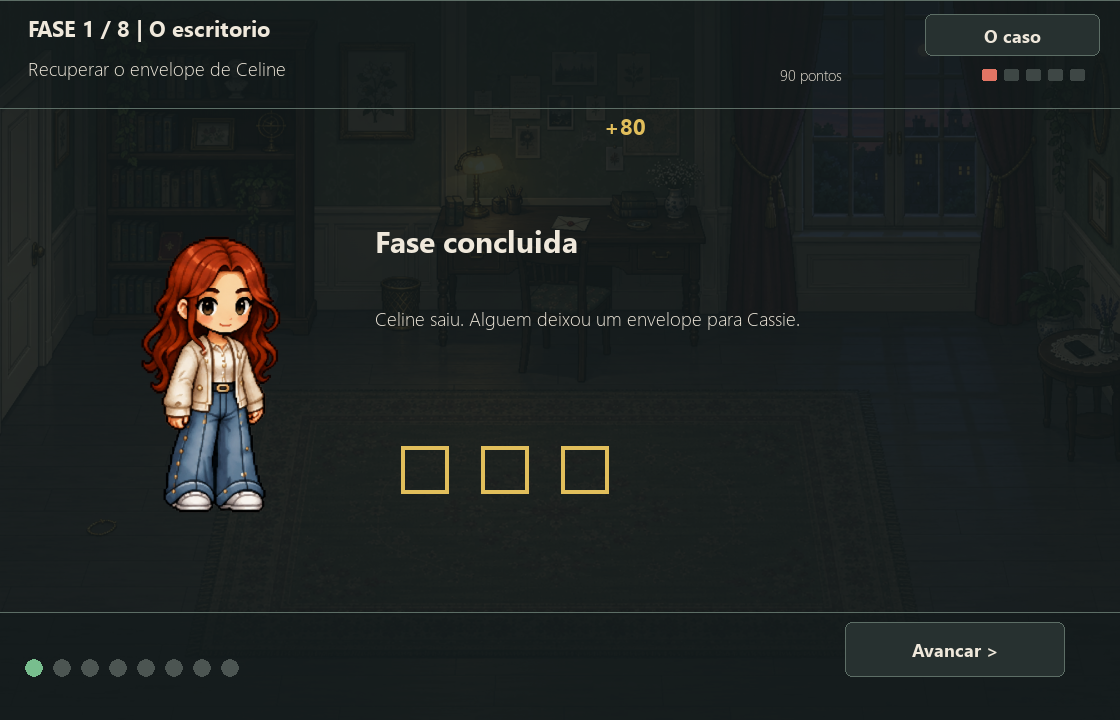 FASE 1 / 8 | O escritorio
Recuperar o envelope de Celine
O caso
90 pontos
+80
Fase concluida
Celine saiu. Alguem deixou um envelope para Cassie.
Avancar >